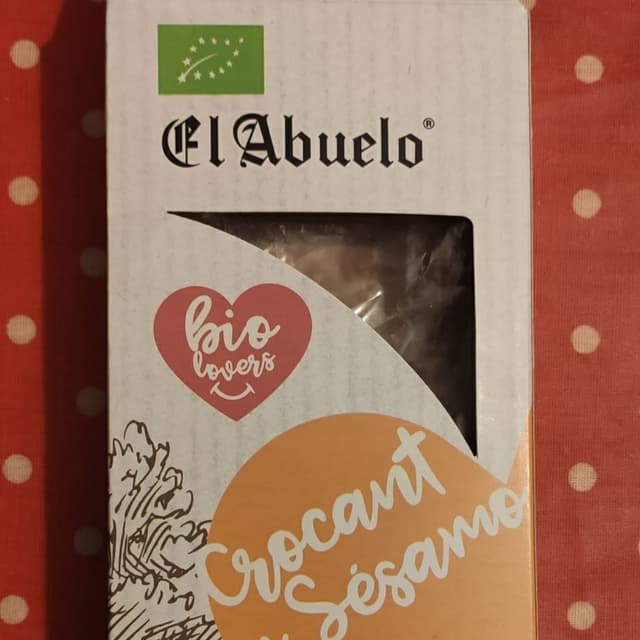 El Abuelo®
bio
lovers
Crocant
Sésamo